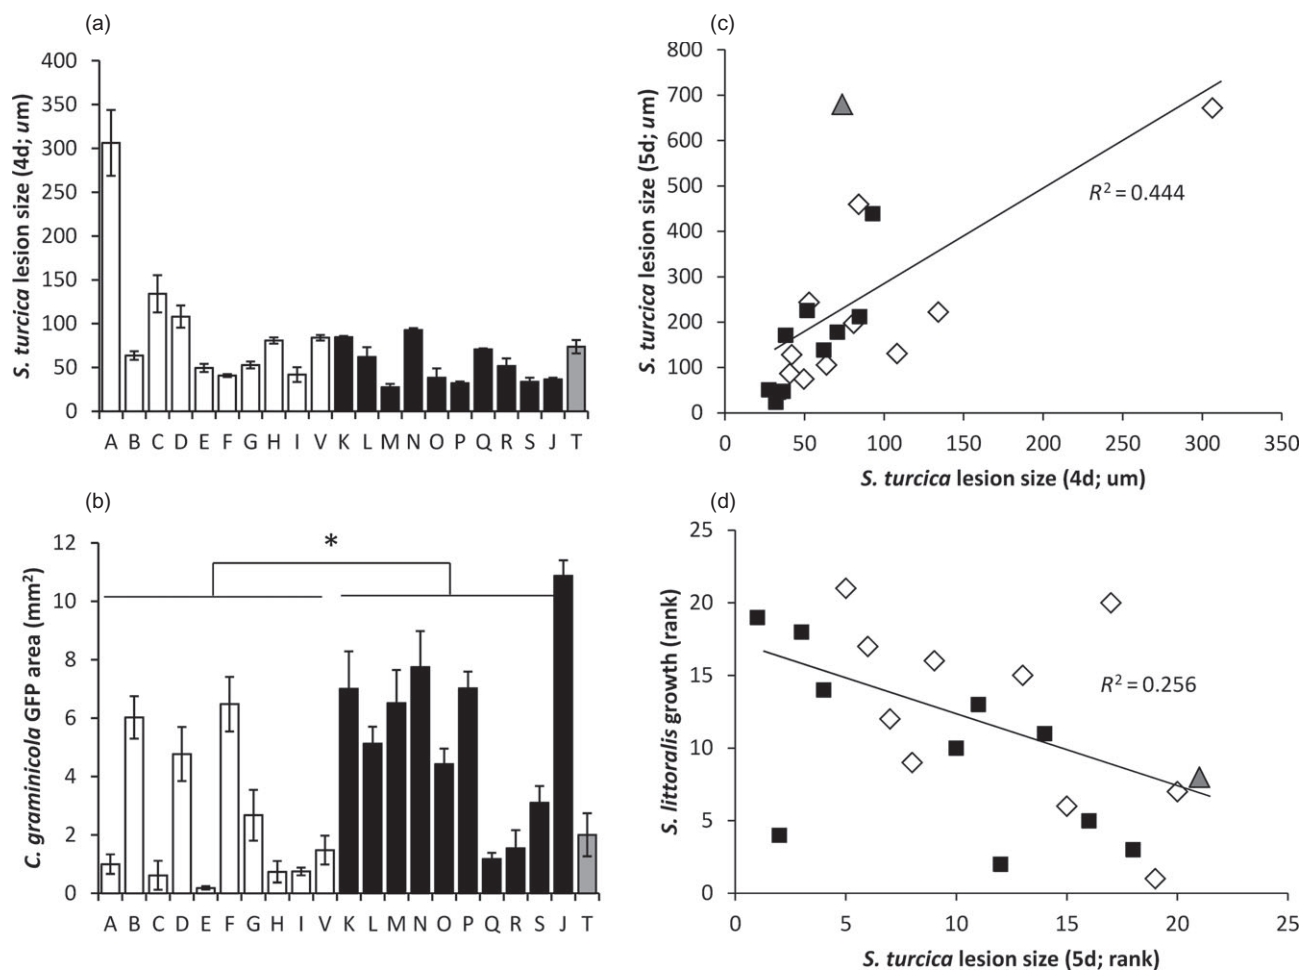 (a)
S. turcica lesion size (4d; um)
400
350
300
250
200
150
100
50
0
A B C D E F G H I V K L M N O P Q R S J T
(c)
S. turcica lesion size (5d; um)
800
700
600
500
400
300
200
100
0
R² = 0.444
0 50 100 150 200 250 300 350
S. turcica lesion size (4d; um)
(b)
C. graminicola GFP area (mm²)
12
10
8
6
4
2
0
*
A B C D E F G H I V K L M N O P Q R S J T
(d)
S. littoralis growth (rank)
25
20
15
10
5
0
R² = 0.256
0 5 10 15 20 25
S. turcica lesion size (5d; rank)